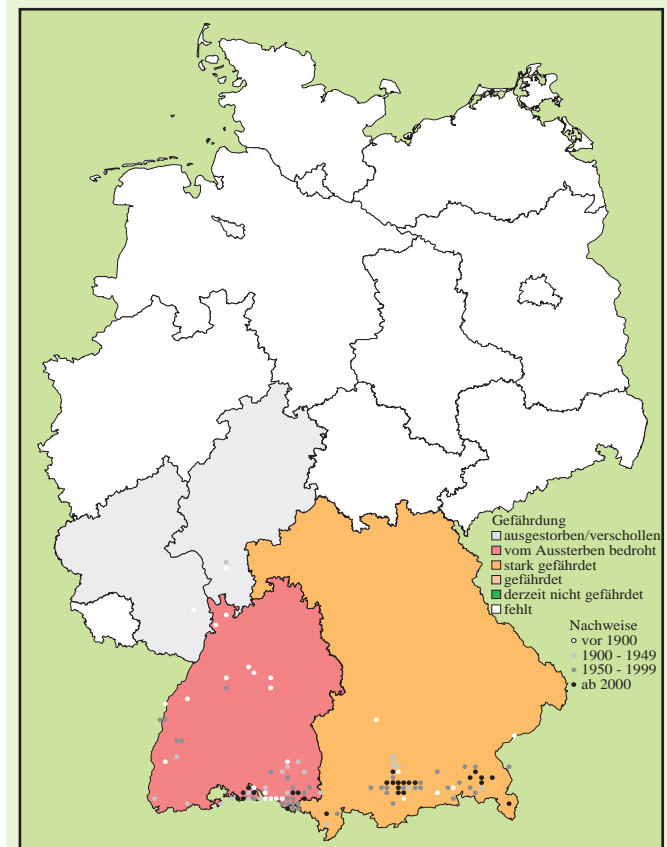 Gefährdung
ausgestorben/verschollen
vom Aussterben bedroht
stark gefährdet
gefährdet
derzeit nicht gefährdet
fehlt
Nachweise
vor 1900
1900 - 1949
1950 - 1999
ab 2000